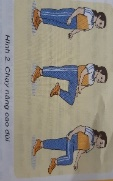 Hình 2. Chạy nâng cao đùi